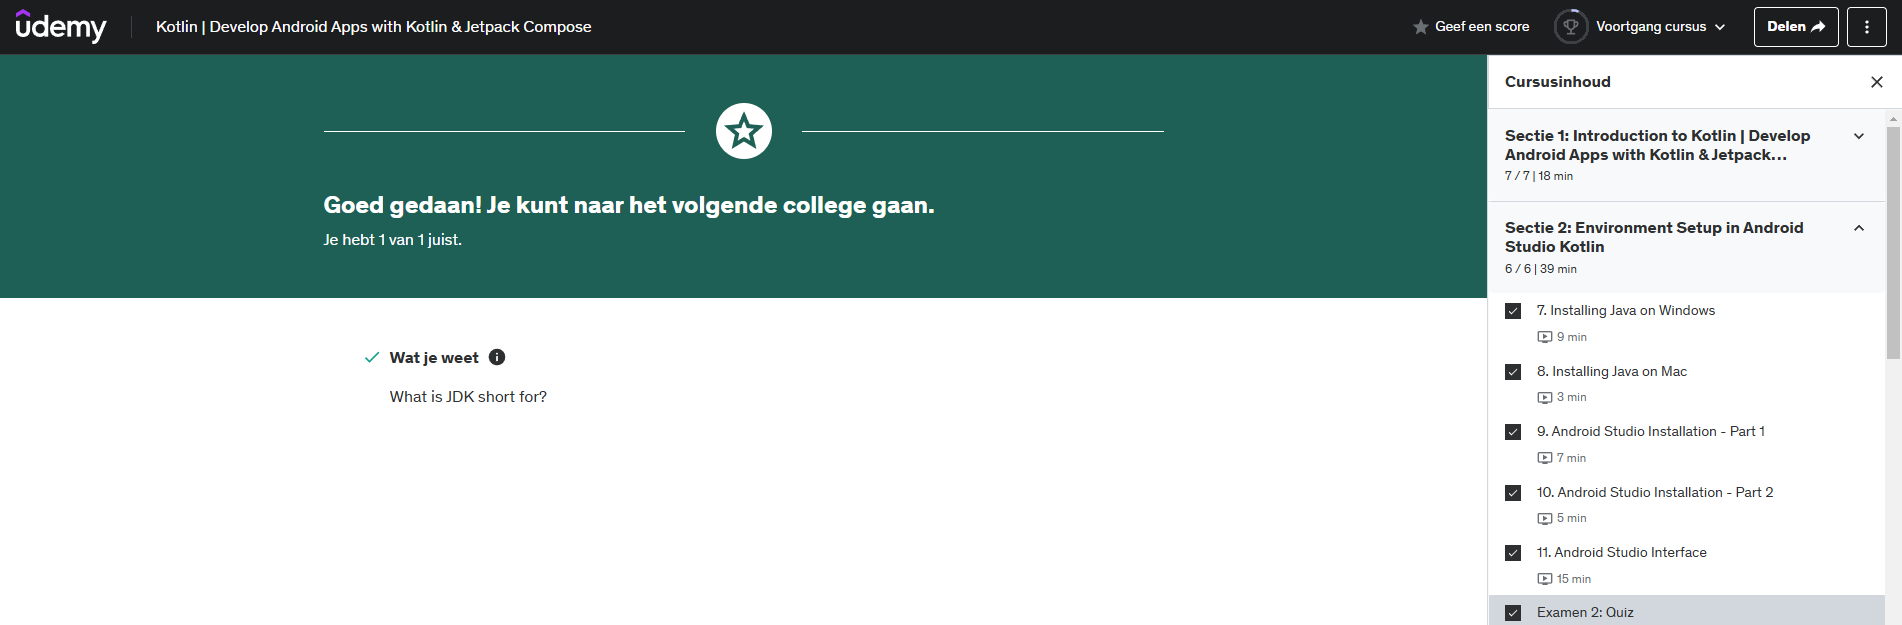 udemy
Kotlin | Develop Android Apps with Kotlin & Jetpack Compose
Geef een score
Voortgang cursus
Delen
Goed gedaan! Je kunt naar het volgende college gaan.
Je hebt 1 van 1 juist.
Wat je weet
What is JDK short for?
Cursusinhoud
Sectie 1: Introduction to Kotlin | Develop
Android Apps with Kotlin & Jetpack...
7 / 7 | 18 min
Sectie 2: Environment Setup in Android
Studio Kotlin
6 / 6 | 39 min
7. Installing Java on Windows
9 min
8. Installing Java on Mac
3 min
9. Android Studio Installation - Part 1
7 min
10. Android Studio Installation - Part 2
5 min
11. Android Studio Interface
15 min
Examen 2: Quiz